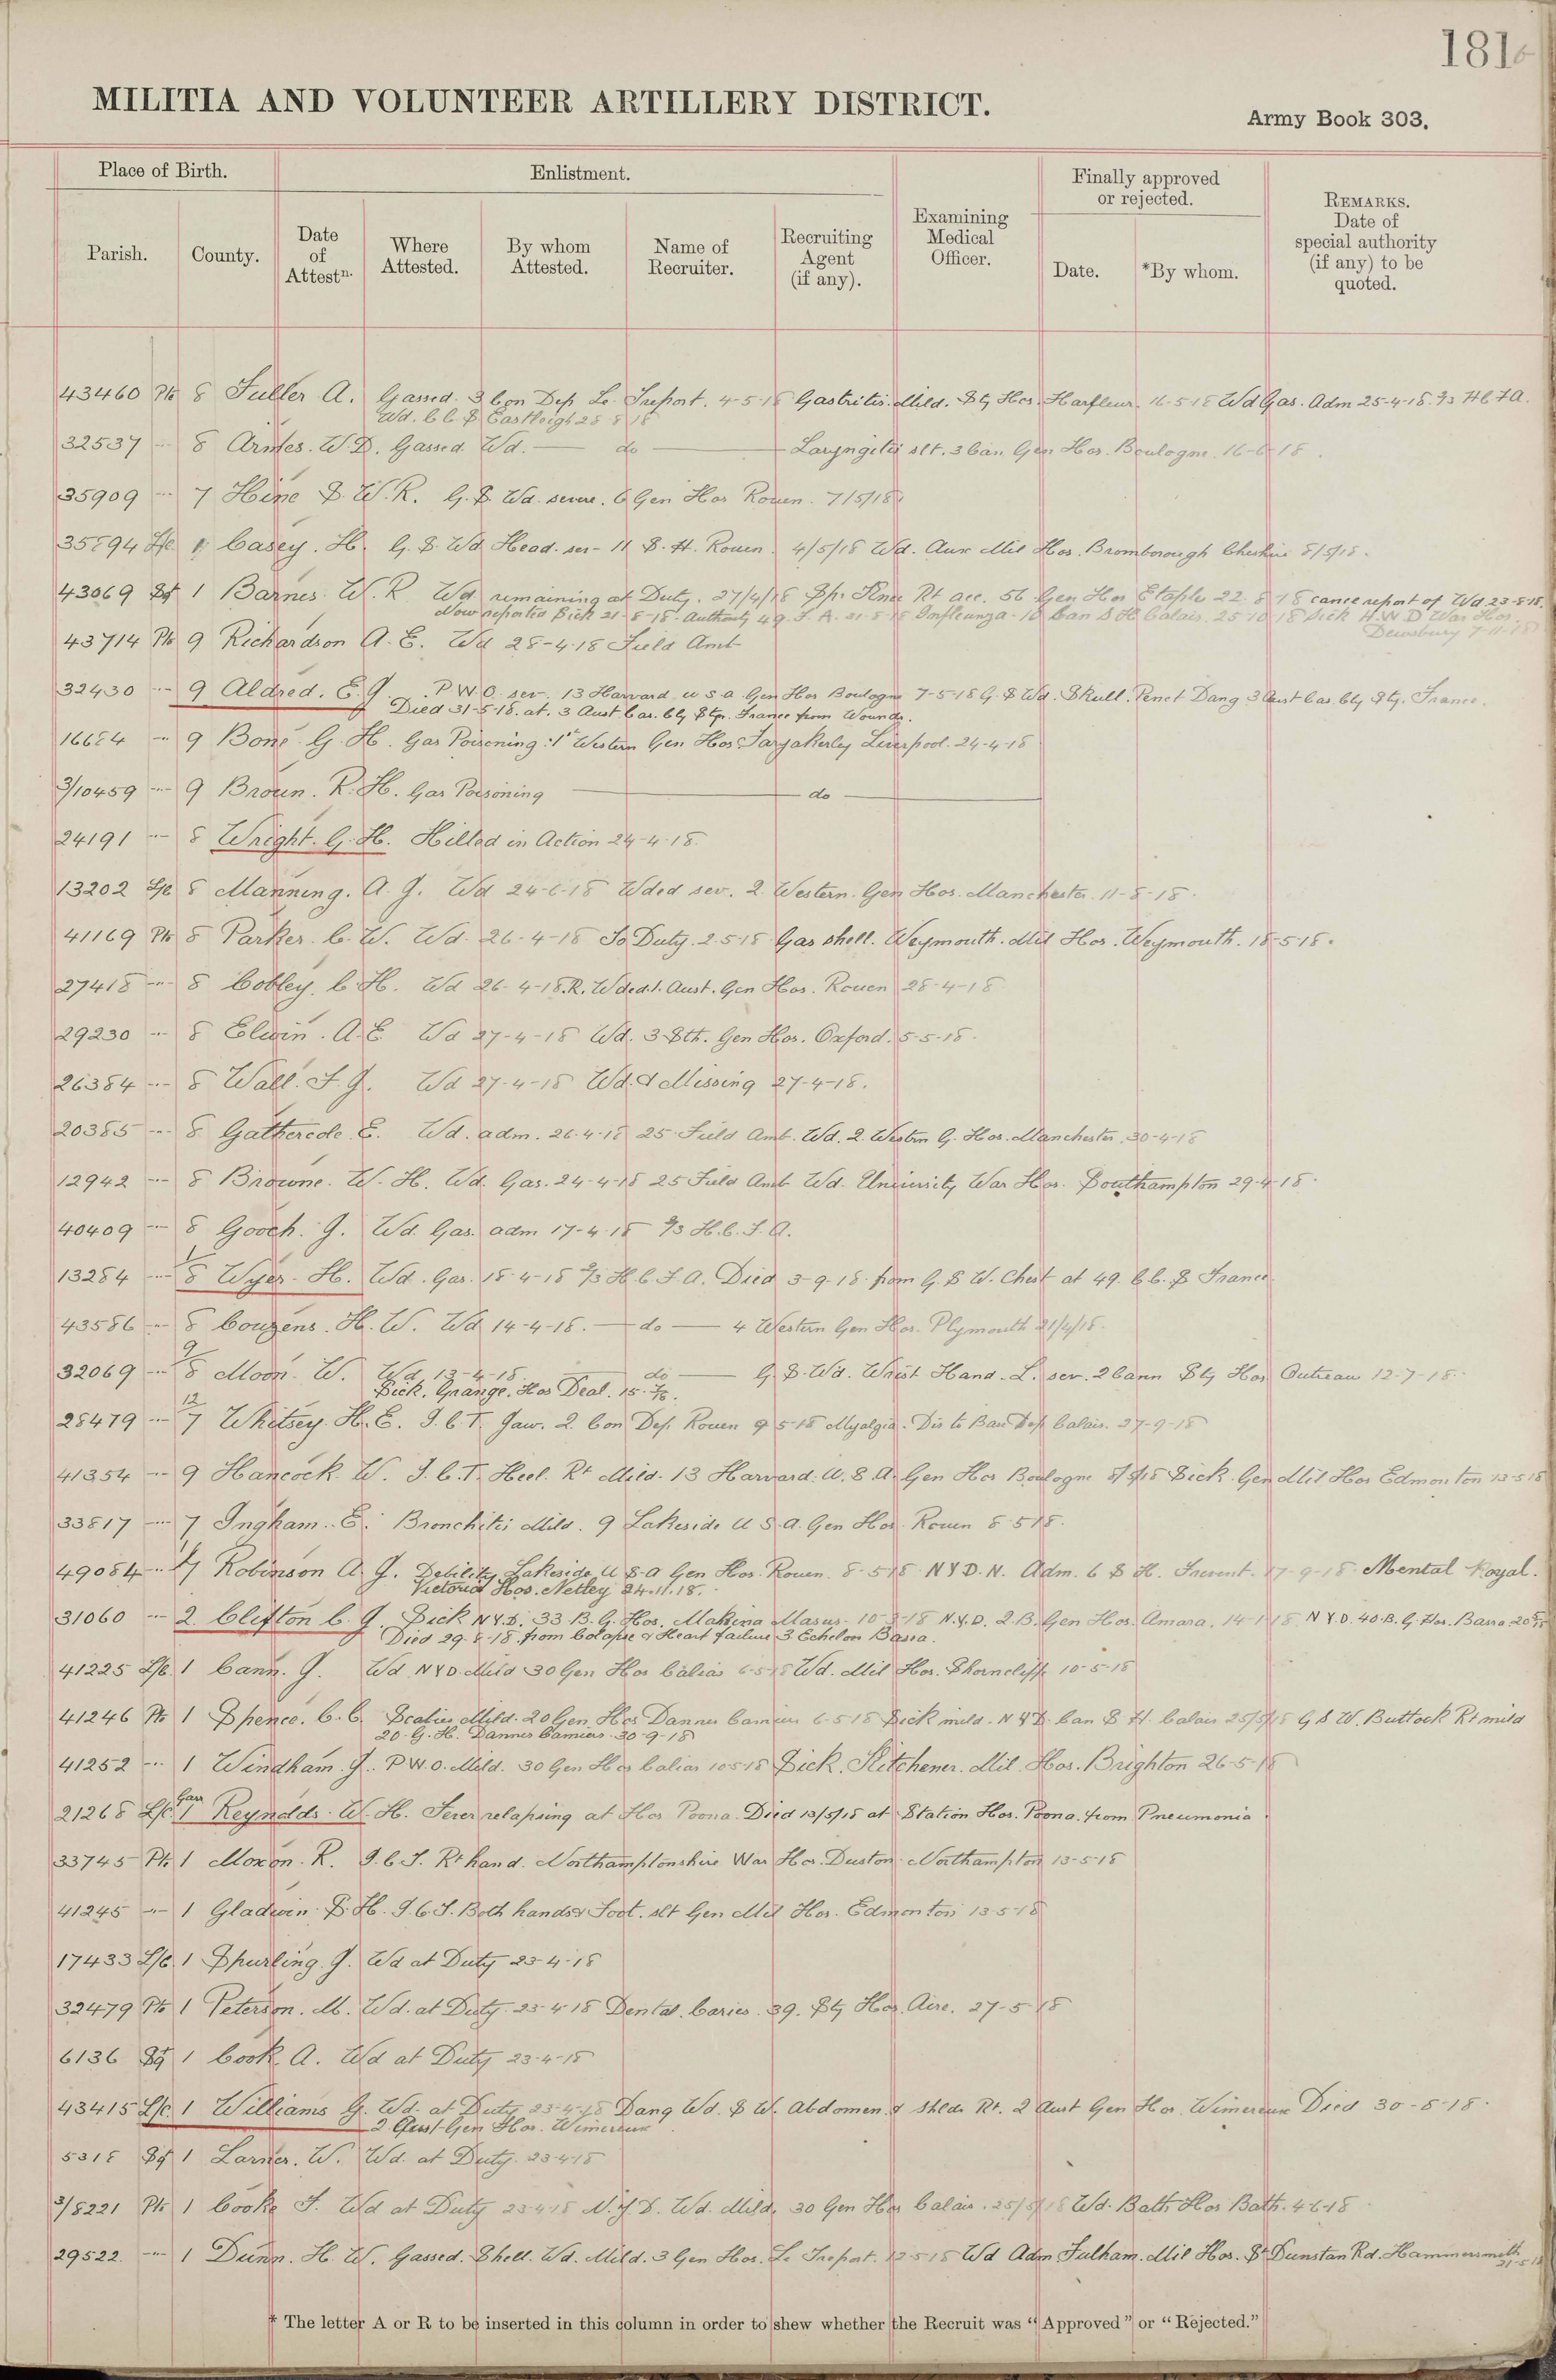 181
MILITIA AND VOLUNTEER ARTILLERY DISTRICT.
Army Book 303.
Place of Birth.
Enlistment.
Finally approved or rejected.
Parish.
County.
Date of Attestn.
Where Attested.
By whom Attested.
Name of Recruiter.
Recruiting Agent (if any).
Examining Medical Officer.
Date.
*By whom.
REMARKS. Date of special authority (if any) to be quoted.
43460 Pte 8 Fuller A. Gassed. 3 Con Dep Le Treport. 4-5-18 Gastritis. Mild. Sty Hos. Harfleur. 16-5-18 Wd Gas. Adm 25-4-18.
Wd. C C S Eastleigh 28 8 18
32537 -"- 8 Armes. W.D. Gassed. Wd. — do — Laryngitis slt. 3 Can Gen Hos. Boulogne. 16-6-18.
35909 -"- 7 Hine S. W.R. G.S Wd. severe. 6 Gen Hos Rouen. 7/5/18
35894 L/c 1 Casey. H. G.S. Wd Head. sev- 11 S.H. Rouen. 4/5/18 Wd. Aux Mil Hos. Bromborough Cheshire 8/5/18.
43069 Sgt 1 Barnes. W.R Wd remaining at Duty. 27/4/18 Spr Knee Rt acc. 56 Gen Hos Etaples 22-8-18 cance report of Wd. 23-8-18.
Now reported Sick 21-8-18. Authority 49 F.A. 31-8-18 Influenza. 10 Can S H Calais. 25 10 18 Sick H.W D War Hos.
Dewsbury 7-11-18
43714 Pte 9 Richardson A.E. Wd 28-4-18 Field Amb
32430 -"- 9 Aldred. E.J. P W O. sev. 13 Harvard U S A Gen Hos Boulogne 7-5-18 G.S Wd. Skull. Penet Dang 3 Aust Cas. Clg Stg. France.
Died 31-5-18. at. 3 Aust Cas. Clg Stn. France from Wounds.
16684 -"- 9 Bone. G.H. Gas Poisoning. 1st Western Gen Hos Fazakerley Liverpool. 24-4-18
3/10459 -"- 9 Broun. R.H. Gas Poisoning — do —
24191 -"- 8 Wright. G.H. Killed in Action 24-4-18.
13202 L/c 8 Manning. A.J. Wd 24-6-18 Wded sev. 2. Western. Gen Hos. Manchester. 11-8-18.
41169 Pte 8 Parker. C.W. Wd. 26-4-18 To Duty. 2.5.18 Gas shell. Weymouth. Mil Hos. Weymouth. 18-5-18.
27418 -"- 8 Cobley. C.H. Wd 26-4-18.R. Wded. 1. Aust. Gen Hos. Rouen 28-4-18
29230 -"- 8 Elwin. A.E. Wd 27-4-18 Wd. 3 Sth. Gen Hos. Oxford. 5-5-18.
26384 -"- 8 Wall. F.J. Wd 27-4-18 Wd. & Missing 27-4-18.
20385 -"- 8 Gathercole. E. Wd. adm. 26-4-18 25 Field Amb. Wd. 2. Westrn G. Hos. Manchester. 30-4-18
12942 -"- 8 Browne. W.H. Wd. Gas. 24-4-18 25 Field Amb Wd. University War Hos. Southampton 29-4-18.
40409 -"- 8 Gooch. J. Wd. Gas. adm 17-4-18 2/3 H.C.F.A.
13284 -"- 8 Wyer. H. Wd. Gas. 18-4-18 2/3 H C F A. Died 3-9-18 from G.S W. Chest at 49. C.C.S France
43586 -"- 8 Couzens. H.W. Wd 14-4-18. — do — 4 Western Gen Hos. Plymouth 21/4/18.
32069 -"- 9/8 Moon. W. Wd 13-4-18 — do — G.S. Wd. Wrist Hand. L. sev. 2 Cann Sty Hos Outreau 12-7-18.
Sick. Grange. Hos Deal.
28479 -"- 12/7 Whitsey. H.E. I.C.T. Jaw. 2. Con Dep. Rouen 9 5-18 Myalgia. Dis to Base Dep Calais. 27-9-18
41354 -"- 9 Hancock. W. I.C.T. Heel. Rt Mild. 13 Harvard. U.S.A Gen Hos Boulogne 5/5/18 Sick. Gen Mil Hos Edmonton 13-5-18
33817 -"- 7 Ingham. E. Bronchitis Mild. 9 Lakeside U S.A. Gen Hos. Rouen 8.5.18.
49084 -"- 1/7 Robinson A.J. Debility Lakeside U S-A Gen Hos. Rouen. 8-5-18 NYD.N. Adm. 6 S H. Frevent. 17-9-18. Mental Royal.
Victoria Hos. Netley 24.11.18.
31060 -"- 2 Clifton C.J. Sick NYD. 33.B.G. Hos. Makina Masus. 10-3-18 N.Y.D. 2.B. Gen Hos. Amara. 14-1-18 NYD. 40.B.G. Hos. Basra.
Died 29-8-18. from Colapse & Heart failure 3 Echelon Basra.
41225 L/c. 1 Cann. J. Wd NYD. Mild 30 Gen Hos Calias 6-5-18 Wd. Mil Hos. Shorncliffe 10-5-18
41246 Pte 1 Spence. C.C. Scabies Mild. 20 Gen Hos Dannes Camiers 6-5-18 Sick mild. NYD. Can S H. Calais 25/5/18 G S W. Buttock Rt mild
20 G.H. Dannes Camiers. 30-9-18
41252 -"- 1 Windham. J. PWO. Mild. 30 Gen Hos Calias 10-5-18 Sick. Kitchener. Mil. Hos. Brighton 26-5-18
21268 L/c. Garr 1 Reynolds. W.H. Fever relapsing at Hos Poona. Died 13/5/18 at Station Hos. Poona. from Pneumonia.
33745 Pte 1 Moxon. R. I.C.T. Rt hand. Northamptonshire War Hos. Duston. Northampton 13-5-18
41245 -"- 1 Gladwin. S.H. I.C.T. Both hands & Foot. slt Gen Mil Hos. Edmonton 13-5-18
17433 L/c. 1 Spurling. J. Wd at Duty 23-4-18
32479 Pte 1 Peterson. M. Wd. at Duty. 23-4-18 Dental. Caries. 39. Sty Hos. Aire. 27-5-18
6136 Sgt 1 Cook. A. Wd at Duty 23-4-18
43415 L/c. 1 Williams G. Wd. at Duty 23-4-18 Dang Wd. S W. Abdomen & Shldr Rt. 2 Aust Gen Hos. Wimereux Died 30-8-18.
2 Aust Gen Hos. Wimereux
5318 Sgt 1 Larner. W. Wd. at Duty. 23-4-18
3/8221 Pte 1 Cooke F. Wd at Duty 23-4-18 N.Y.D. Wd. Mild. 30 Gen Hos Calais. 25/5/18 Wd. Bath Hos Bath. 4-6-18
29522. -"- 1 Dunn. H.W. Gassed. Shell. Wd. Mild. 3 Gen Hos. Le Treport. 12-5-18 Wd Adm Fulham. Mil Hos. St Dunstan Rd. Hammersmith
* The letter A or R to be inserted in this column in order to shew whether the Recruit was “Approved” or “Rejected.”